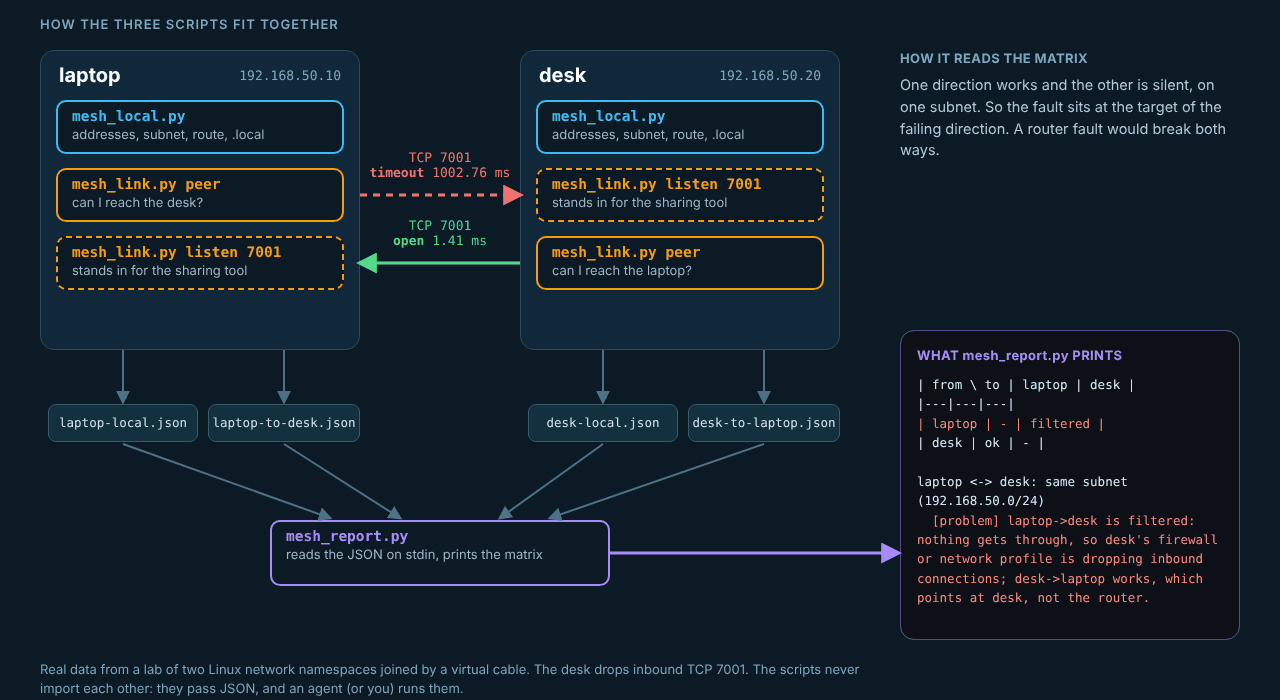 HOW THE THREE SCRIPTS FIT TOGETHER
laptop
192.168.50.10
mesh_local.py
addresses, subnet, route, .local
mesh_link.py peer
can I reach the desk?
mesh_link.py listen 7001
stands in for the sharing tool
TCP 7001
timeout 1002.76 ms
TCP 7001
open 1.41 ms
desk
192.168.50.20
mesh_local.py
addresses, subnet, route, .local
mesh_link.py listen 7001
stands in for the sharing tool
mesh_link.py peer
can I reach the laptop?
HOW IT READS THE MATRIX
One direction works and the other is silent, on
one subnet. So the fault sits at the target of the
failing direction. A router fault would break both
ways.
laptop-local.json
laptop-to-desk.json
desk-local.json
desk-to-laptop.json
mesh_report.py
reads the JSON on stdin, prints the matrix
WHAT mesh_report.py PRINTS
| from \ to | laptop | desk |
|---|---|---|
| laptop | - | filtered |
| desk | ok | - |
laptop <-> desk: same subnet
(192.168.50.0/24)
[problem] laptop->desk is filtered:
nothing gets through, so desk's firewall
or network profile is dropping inbound
connections; desk->laptop works, which
points at desk, not the router.
Real data from a lab of two Linux network namespaces joined by a virtual cable. The desk drops inbound TCP 7001. The scripts never
import each other: they pass JSON, and an agent (or you) runs them.